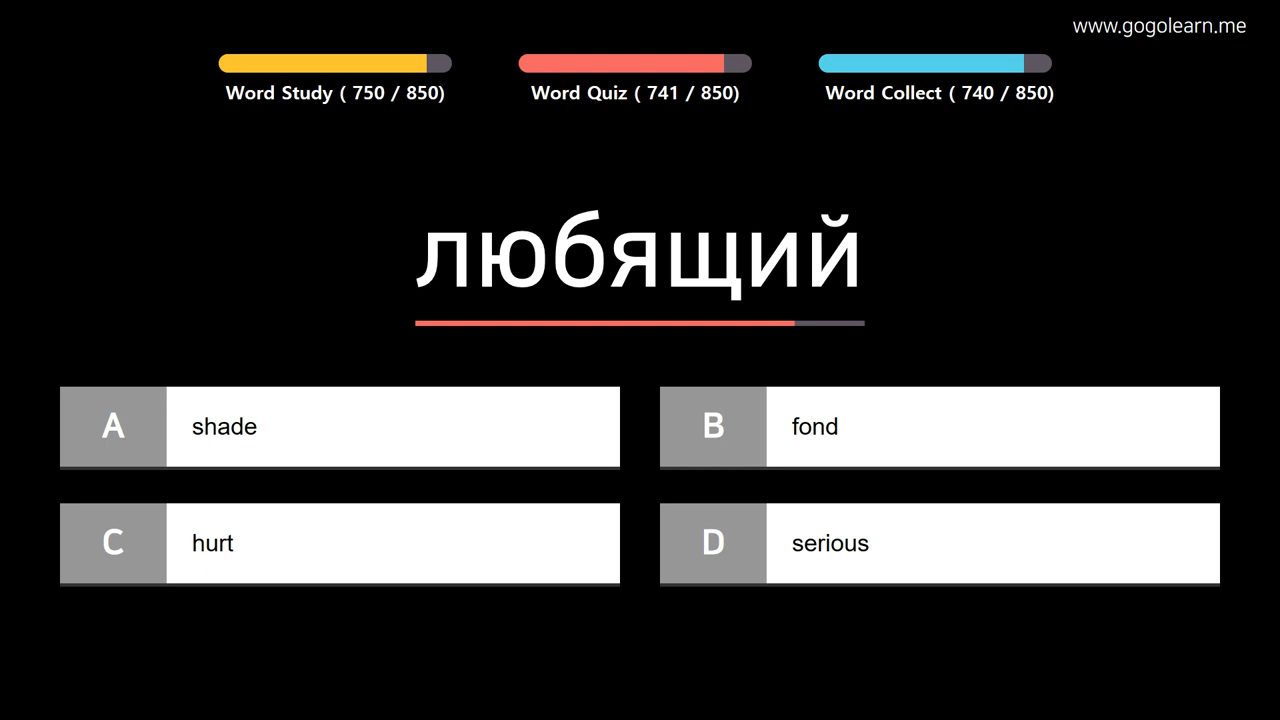 www.gogolearn.me
Word Study ( 750 / 850)
Word Quiz ( 741 / 850)
Word Collect ( 740 / 850)
любящий
A shade
B fond
C hurt
D serious